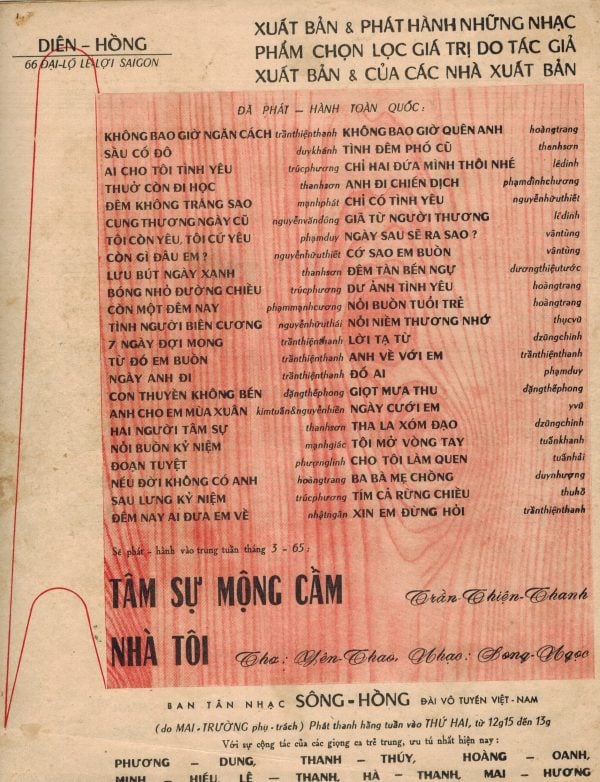 DIÊN - HỒNG
66 ĐẠI-LỘ LÊ-LỢI SAIGON
XUẤT BẢN & PHÁT HÀNH NHỮNG NHẠC
PHẨM CHỌN LỌC GIÁ TRỊ DO TÁC GIẢ
XUẤT BẢN & CỦA CÁC NHÀ XUẤT BẢN
ĐÃ PHÁT - HÀNH TOÀN QUỐC :
KHÔNG BAO GIỜ NGĂN CÁCH trầnthiệnthanh KHÔNG BAO GIỜ QUÊN ANH hoàngtrang
SẦU CÓ ĐÔ duykhánh TÌNH ĐÊM PHỐ CŨ thanhsơn
AI CHO TÔI TÌNH YÊU trúcphương CHỈ HAI ĐỨA MÌNH THÔI NHÉ lêdinh
THUỞ CÒN ĐI HỌC thanhsơn ANH ĐI CHIẾN DỊCH phạmđìnhchương
ĐÊM KHÔNG TRĂNG SAO mạnhphát CHỈ CÓ TÌNH YÊU nguyễnhữuthiết
CUNG THƯƠNG NGÀY CŨ nguyễnvănđông GIÃ TỪ NGƯỜI THƯƠNG lêdinh
TÔI CÒN YÊU, TÔI CỨ YÊU phạmduy NGÀY SAU SẼ RA SAO ? văntùng
CÒN GÌ ĐÂU EM ? nguyễnhữuthiết CỚ SAO EM BUỒN văntùng
LƯU BÚT NGÀY XANH thanhsơn ĐÊM TÀN BẾN NGỰ dươngthiệutước
BÓNG NHỎ ĐƯỜNG CHIỀU trúcphương DƯ ẢNH TÌNH YÊU hoàngtrang
CÒN MỘT ĐÊM NAY phạmmạnhcương NỖI BUỒN TUỔI TRẺ hoàngtrang
TÌNH NGƯỜI BIÊN CƯƠNG nguyễnhữuthái NỖI NIỀM THƯƠNG NHỚ thụcvũ
7 NGÀY ĐỢI MONG trầnthiệnthanh LỜI TẠ TỪ dzũngchinh
TỪ ĐÓ EM BUỒN trầnthiệnthanh ANH VỀ VỚI EM trầnthiệnthanh
NGÀY ANH ĐI trầnthiệnthanh ĐỐ AI phạmduy
CON THUYỀN KHÔNG BẾN đặngthếphong GIỌT MƯA THU đặngthếphong
ANH CHO EM MÙA XUÂN kimtuấn&nguyễnhiền NGÀY CƯỚI EM yvũ
HAI NGƯỜI TÂM SỰ thanhsơn THA LA XÓM ĐẠO dzũngchinh
NỖI BUỒN KỶ NIỆM mạnhgiác TÔI MỞ VÒNG TAY tuấnkhanh
ĐOẠN TUYỆT phượnglinh CHO TÔI LÀM QUEN tuấnhải
NẾU ĐỜI KHÔNG CÓ ANH hoàngtrang BA BÀ MẸ CHỒNG duynhượng
SAU LƯNG KỶ NIỆM trúcphương TÍM CẢ RỪNG CHIỀU thuhồ
ĐÊM NAY AI ĐƯA EM VỀ nhậtngân XIN EM ĐỪNG HỎI trầnthiệnthanh
Sẽ phát - hành vào trung tuần tháng 3 - 65 :
TÂM SỰ MỘNG CẦM Trần-Thiện-Thanh
NHÀ TÔI Thơ : Yên-Thao, Nhạc : Song-Ngọc
BAN TÂN NHẠC SÔNG-HỒNG ĐÀI VÔ TUYẾN VIỆT-NAM
(do MAI-TRƯỜNG phụ - trách) Phát thanh hằng tuần vào THỨ HAI, từ 12g15 đến 13g
Với sự cộng tác của các giọng ca trẻ trung, ưu tú nhất hiện nay :
PHƯƠNG - DUNG, THANH - THÚY, HOÀNG - OANH,
MINH - HIẾU, LỆ - THANH, HÀ - THANH, MAI - HƯƠNG